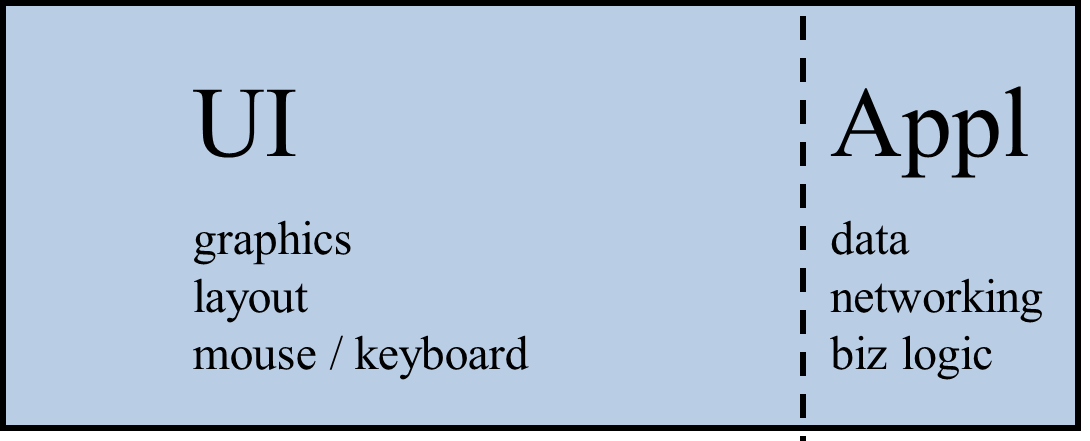 UI
graphics
layout
mouse / keyboard
Appl
data
networking
biz logic